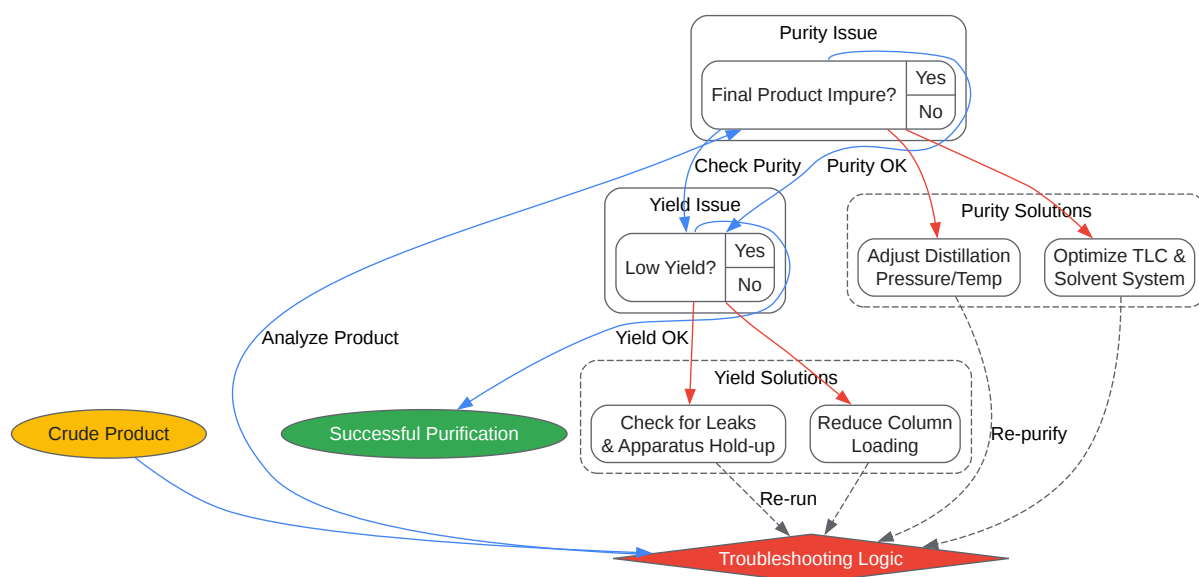 Purity Issue
Final Product Impure?
Yes
No
Check Purity
Purity OK
Yield Issue
Purity Solutions
Low Yield?
Yes
No
Adjust Distillation
Pressure/Temp
Optimize TLC &
Solvent System
Analyze Product
Yield OK
Yield Solutions
Crude Product
Successful Purification
Check for Leaks
& Apparatus Hold-up
Reduce Column
Loading
Re-purify
Re-run
Troubleshooting Logic